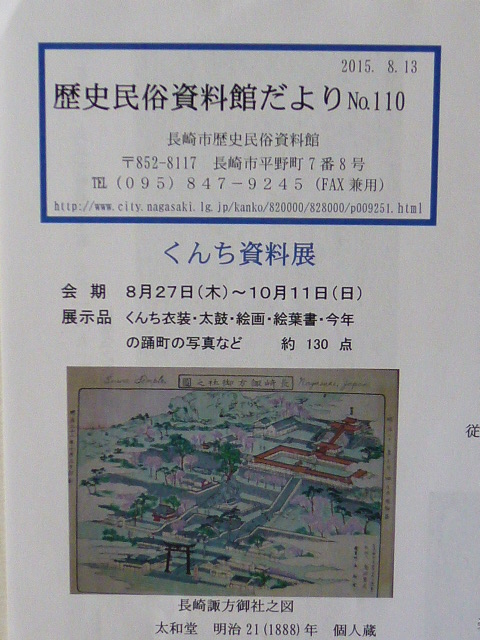 2015. 8.13
歴史民俗資料館だよりNo.110
長崎市歴史民俗資料館
〒852-8117 長崎市平野町7番8号
℡(095)847-9245(FAX兼用)
http://www.city.nagasaki.lg.jp/kanko/820000/828000/p009251.html
くんち資料展
会 期 8月27日(木)~10月11日(日)
展示品 くんち衣装・太鼓・絵画・絵葉書・今年
の踊町の写真など 約 130 点
長崎諏方御社之圖
Nagasaki, Japan
長崎諏方御社之図
太和堂 明治21(1888)年 個人蔵
従